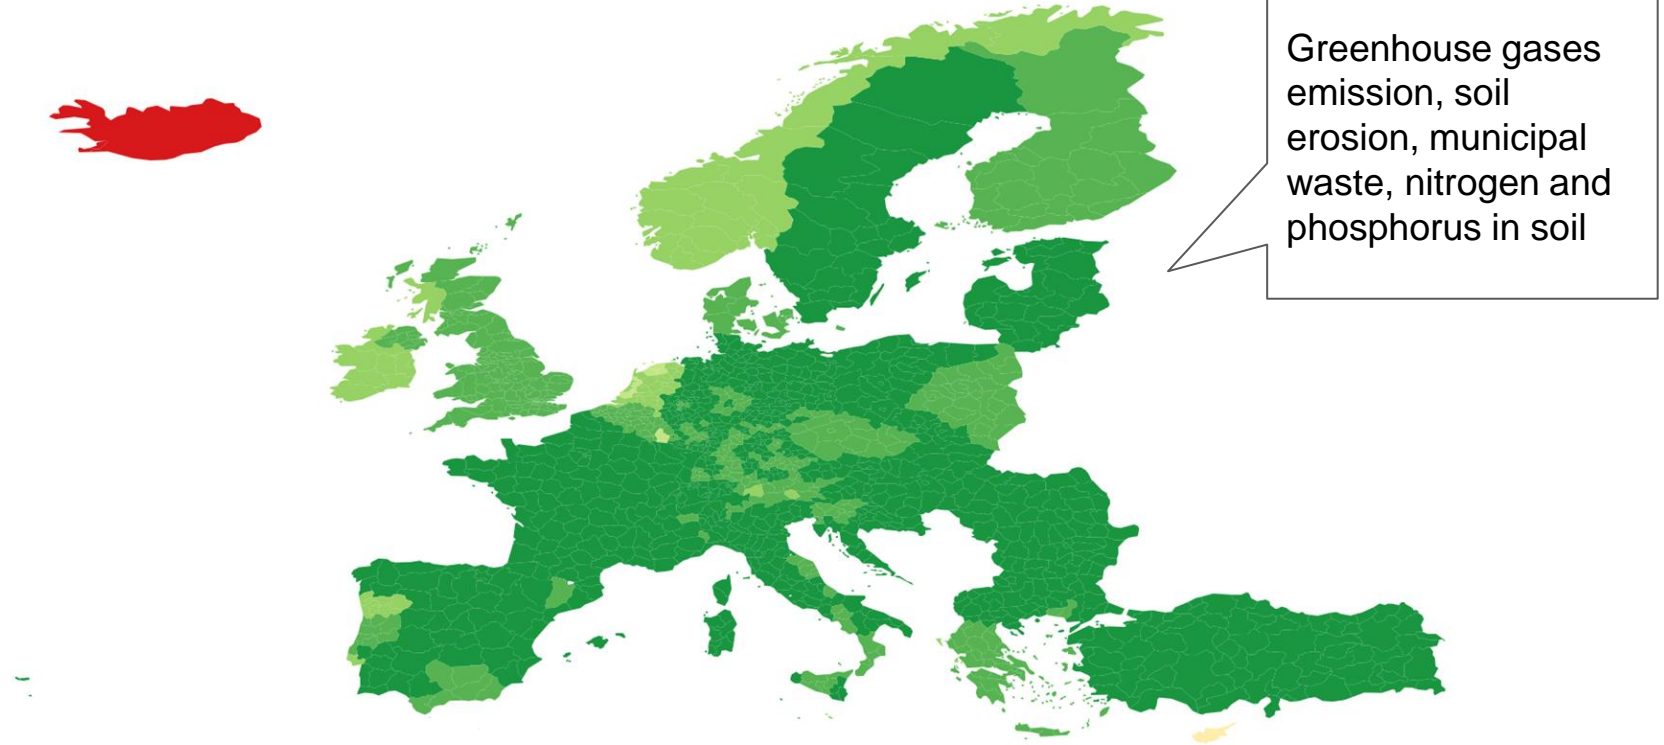 Greenhouse gases
emission, soil
erosion, municipal
waste, nitrogen and
phosphorus in soil